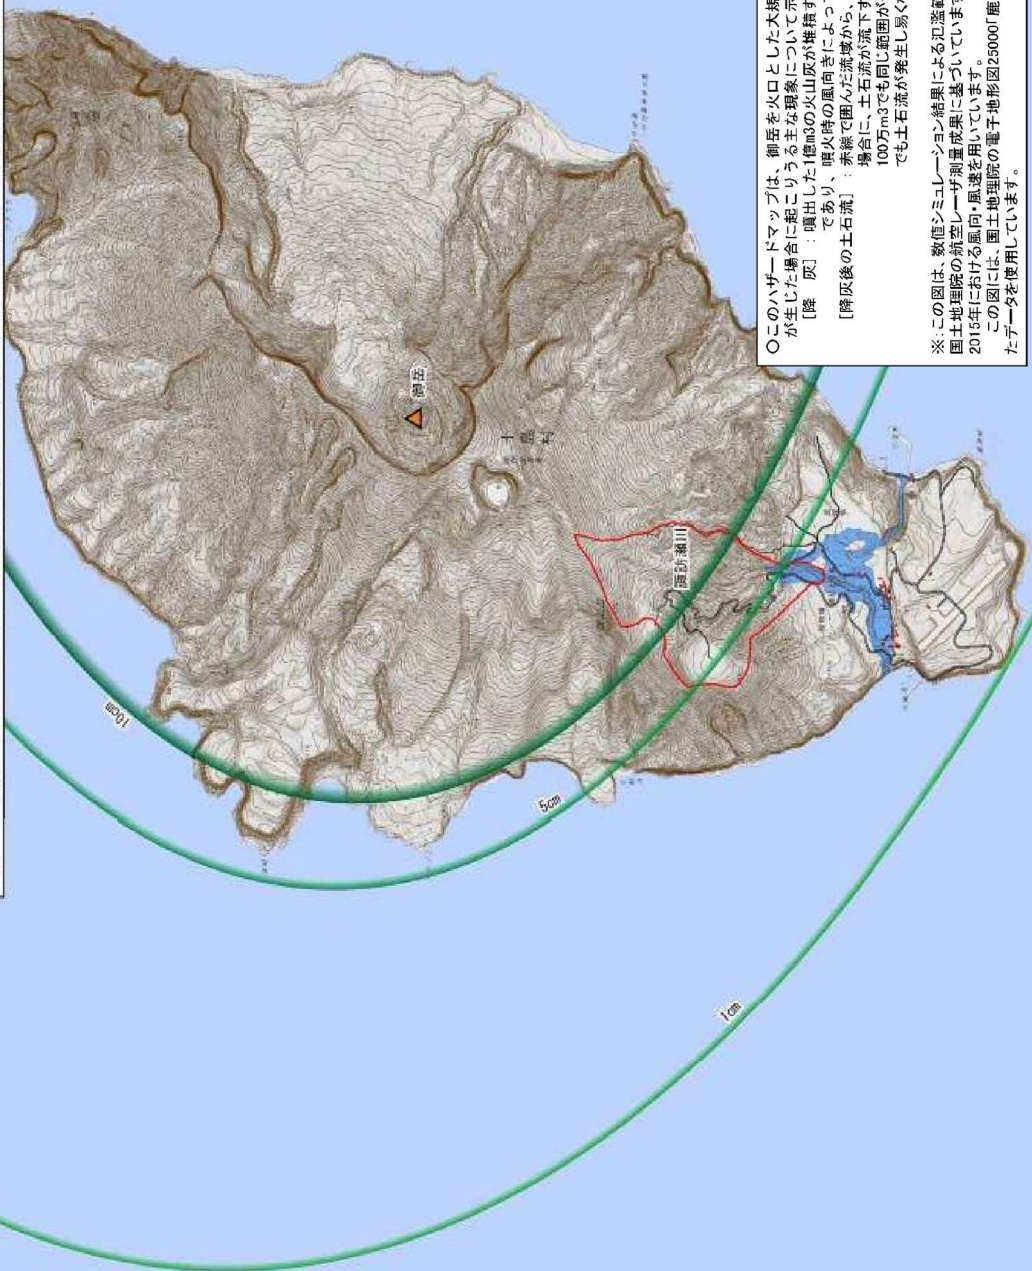 ○このハザードマップは、御岳を火口とした大規
が生じた場合に起こりうる主な現象について示
[降　灰]　:　噴出した1億m3の火山灰が堆積す
であり、噴火時の風向きによって
[降灰後の土石流]　:　赤線で囲んだ流域から、
場合に、土石流が流下す
100万m3でも同じ範囲が
でも土石流が発生し易く
※:この図は、数値シミュレーション結果による氾濫範
国土地理院の航空レーザ測量成果に基づいています
2015年における風向・風速を用いています。
この図には、国土地理院の電子地形図25000「鹿
たデータを使用しています。
御岳
十島村
諏訪瀬川
10cm
5cm
1cm